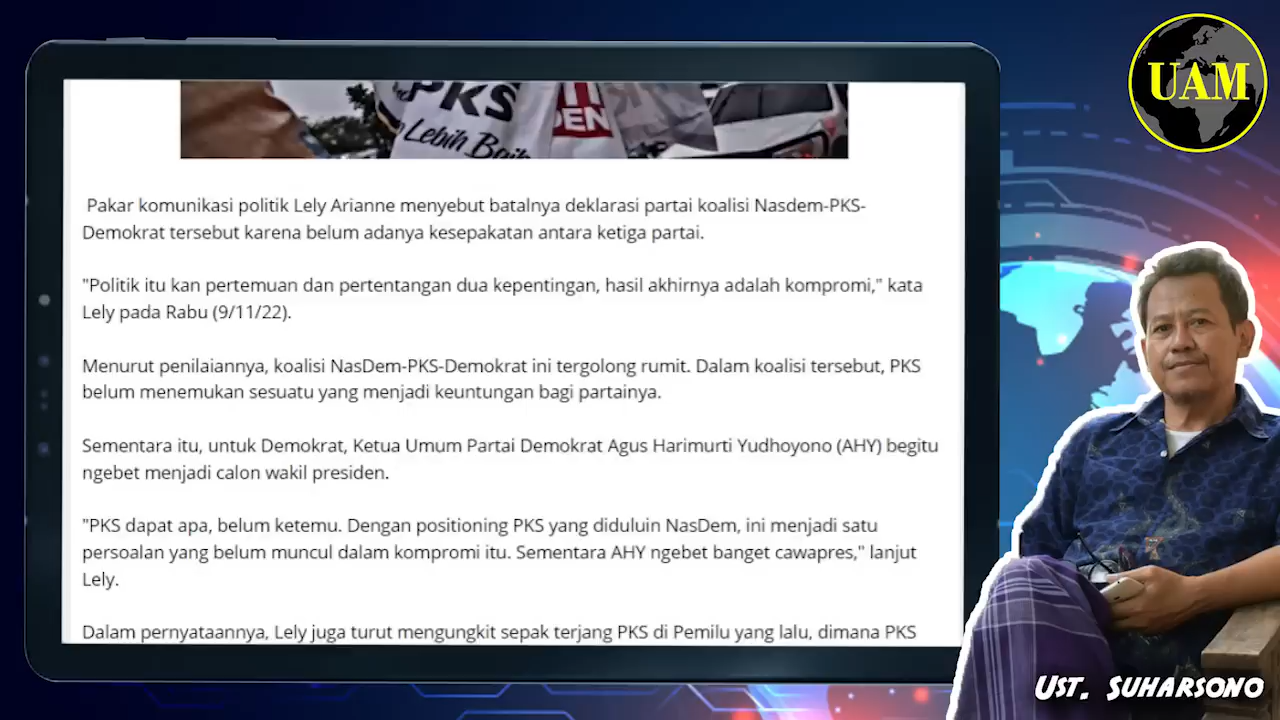 UAM
PKS
Lebih Baik
DEN
Pakar komunikasi politik Lely Arianne menyebut batalnya deklarasi partai koalisi Nasdem-PKS-
Demokrat tersebut karena belum adanya kesepakatan antara ketiga partai.
"Politik itu kan pertemuan dan pertentangan dua kepentingan, hasil akhirnya adalah kompromi," kata
Lely pada Rabu (9/11/22).
Menurut penilaiannya, koalisi NasDem-PKS-Demokrat ini tergolong rumit. Dalam koalisi tersebut, PKS
belum menemukan sesuatu yang menjadi keuntungan bagi partainya.
Sementara itu, untuk Demokrat, Ketua Umum Partai Demokrat Agus Harimurti Yudhoyono (AHY) begitu
ngebet menjadi calon wakil presiden.
"PKS dapat apa, belum ketemu. Dengan positioning PKS yang diduluin NasDem, ini menjadi satu
persoalan yang belum muncul dalam kompromi itu. Sementara AHY ngebet banget cawapres," lanjut
Lely.
Dalam pernyataannya, Lely juga turut mengungkit sepak terjang PKS di Pemilu yang lalu, dimana PKS
UST. SUHARSONO